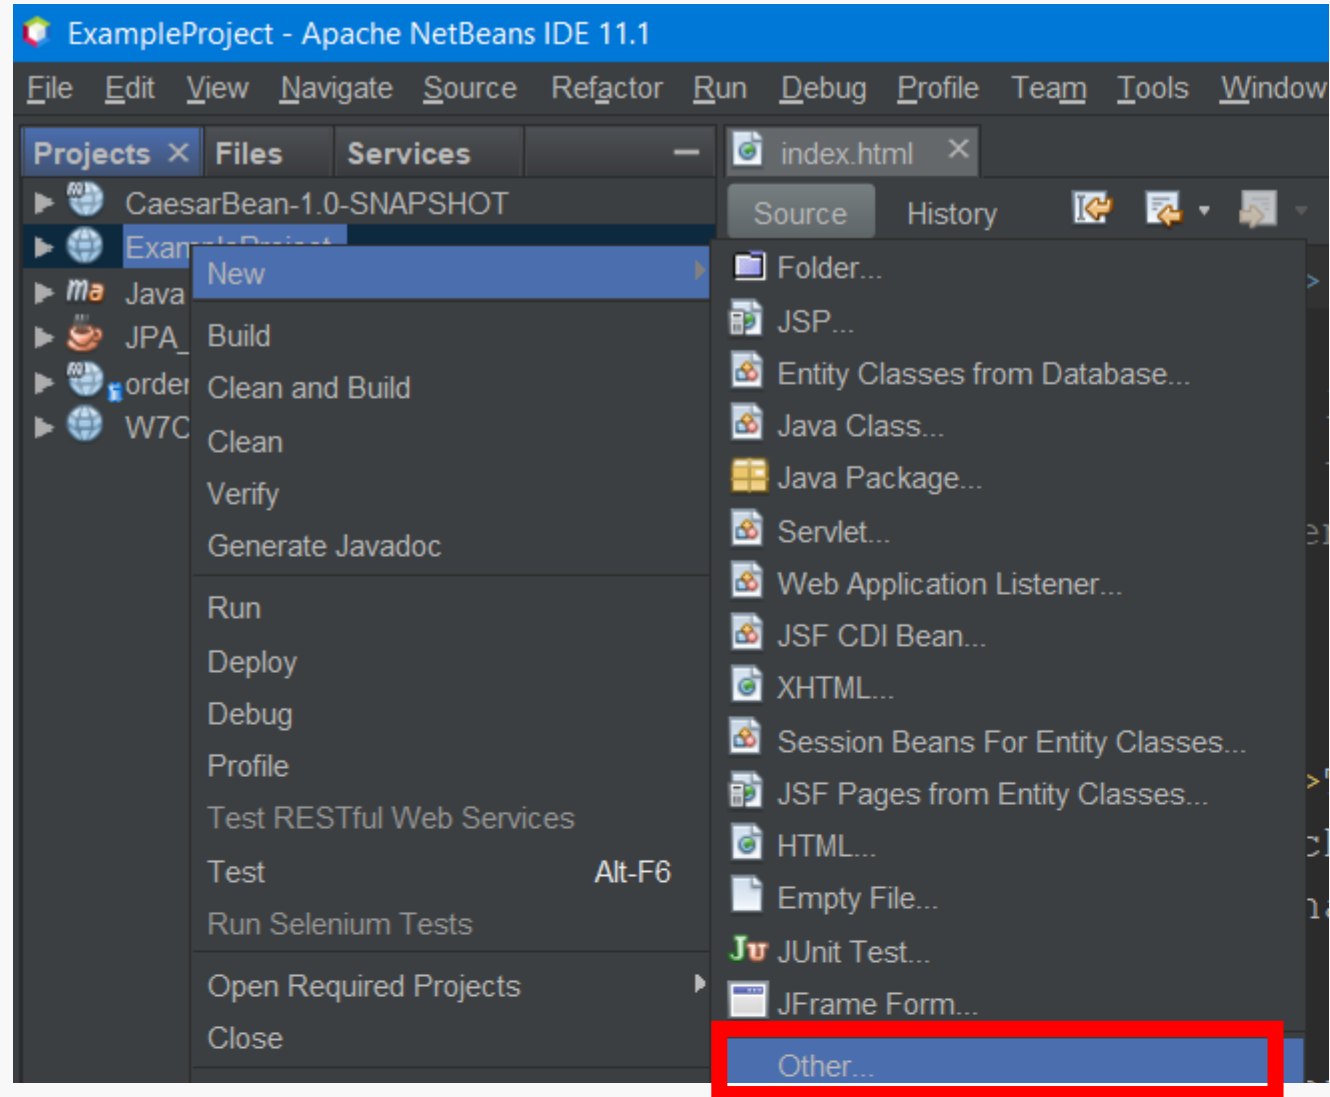 ExampleProject - Apache NetBeans IDE 11.1
File Edit View Navigate Source Refactor Run Debug Profile Team Tools Window
Projects × Files Services
index.html ×
CaesarBean-1.0-SNAPSHOT
Source History
ExampleProject
Java
JPA_
order
W7C
New
Build
Clean and Build
Clean
Verify
Generate Javadoc
Run
Deploy
Debug
Profile
Test RESTful Web Services
Test Alt-F6
Run Selenium Tests
Open Required Projects
Close
Folder...
JSP...
Entity Classes from Database...
Java Class...
Java Package...
Servlet...
Web Application Listener...
JSF CDI Bean...
XHTML...
Session Beans For Entity Classes...
JSF Pages from Entity Classes...
HTML...
Empty File...
JUnit Test...
JFrame Form...
Other...